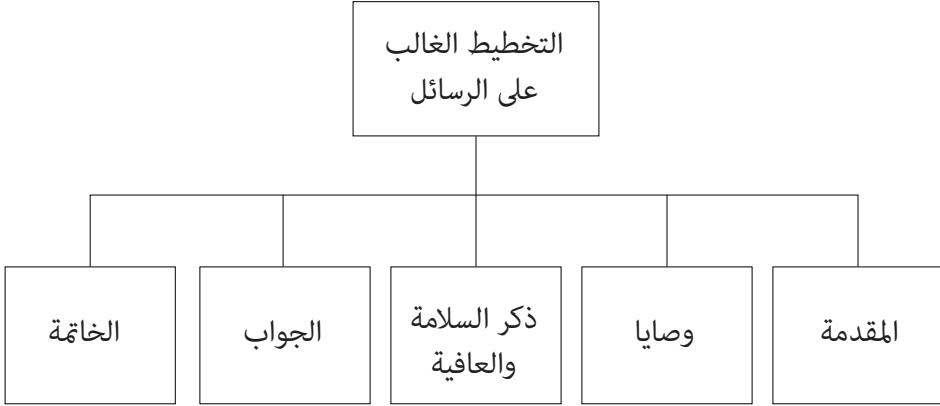 التخطيط الغالب
على الرسائل
المقدمة
وصايا
ذكر السلامة
والعافية
الجواب
الخاتمة